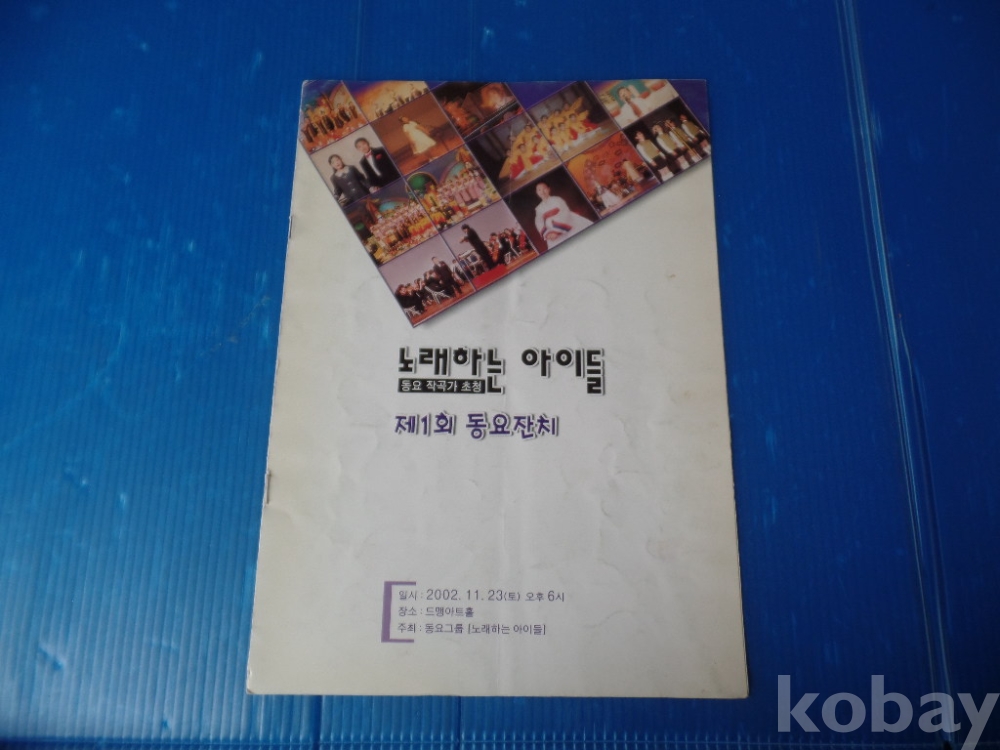 노래하는 아이들
동요 작곡가 초청
제1회 동요잔치
일시 : 2002. 11. 23(토) 오후 6시
장소 : 드맹아트홀
주최 : 동요그룹 [노래하는 아이들]
kobay